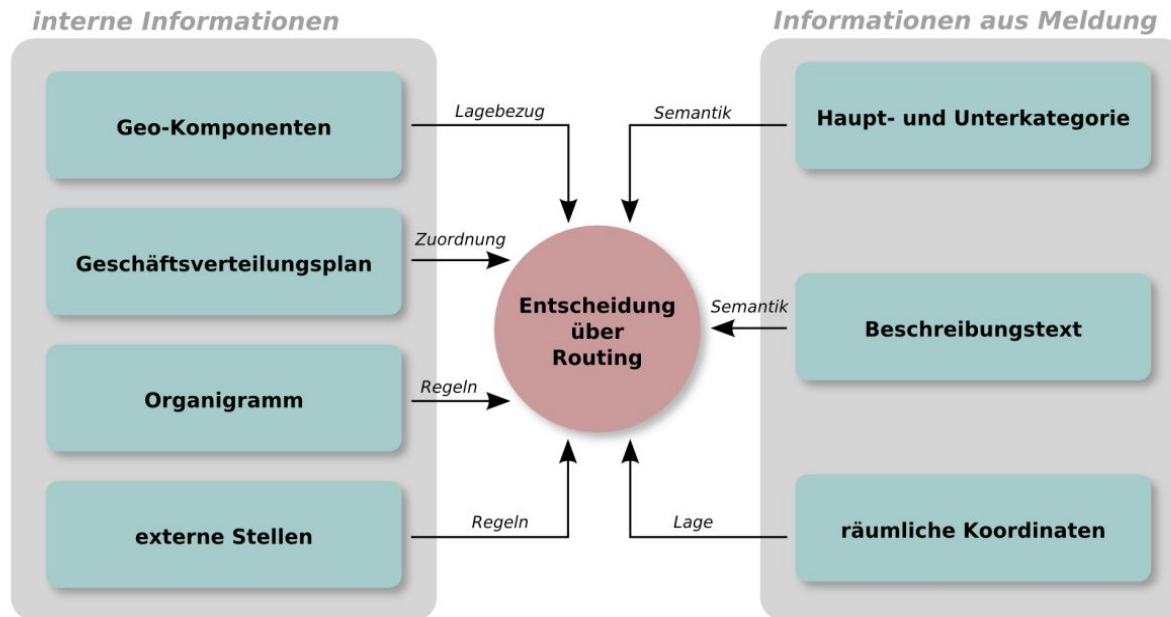 interne Informationen
Geo-Komponenten
Geschäftsverteilungsplan
Organigramm
externe Stellen
Lagebezug
Zuordnung
Regeln
Regeln
Entscheidung
über
Routing
Semantik
Semantik
Lage
Informationen aus Meldung
Haupt- und Unterkategorie
Beschreibungstext
räumliche Koordinaten